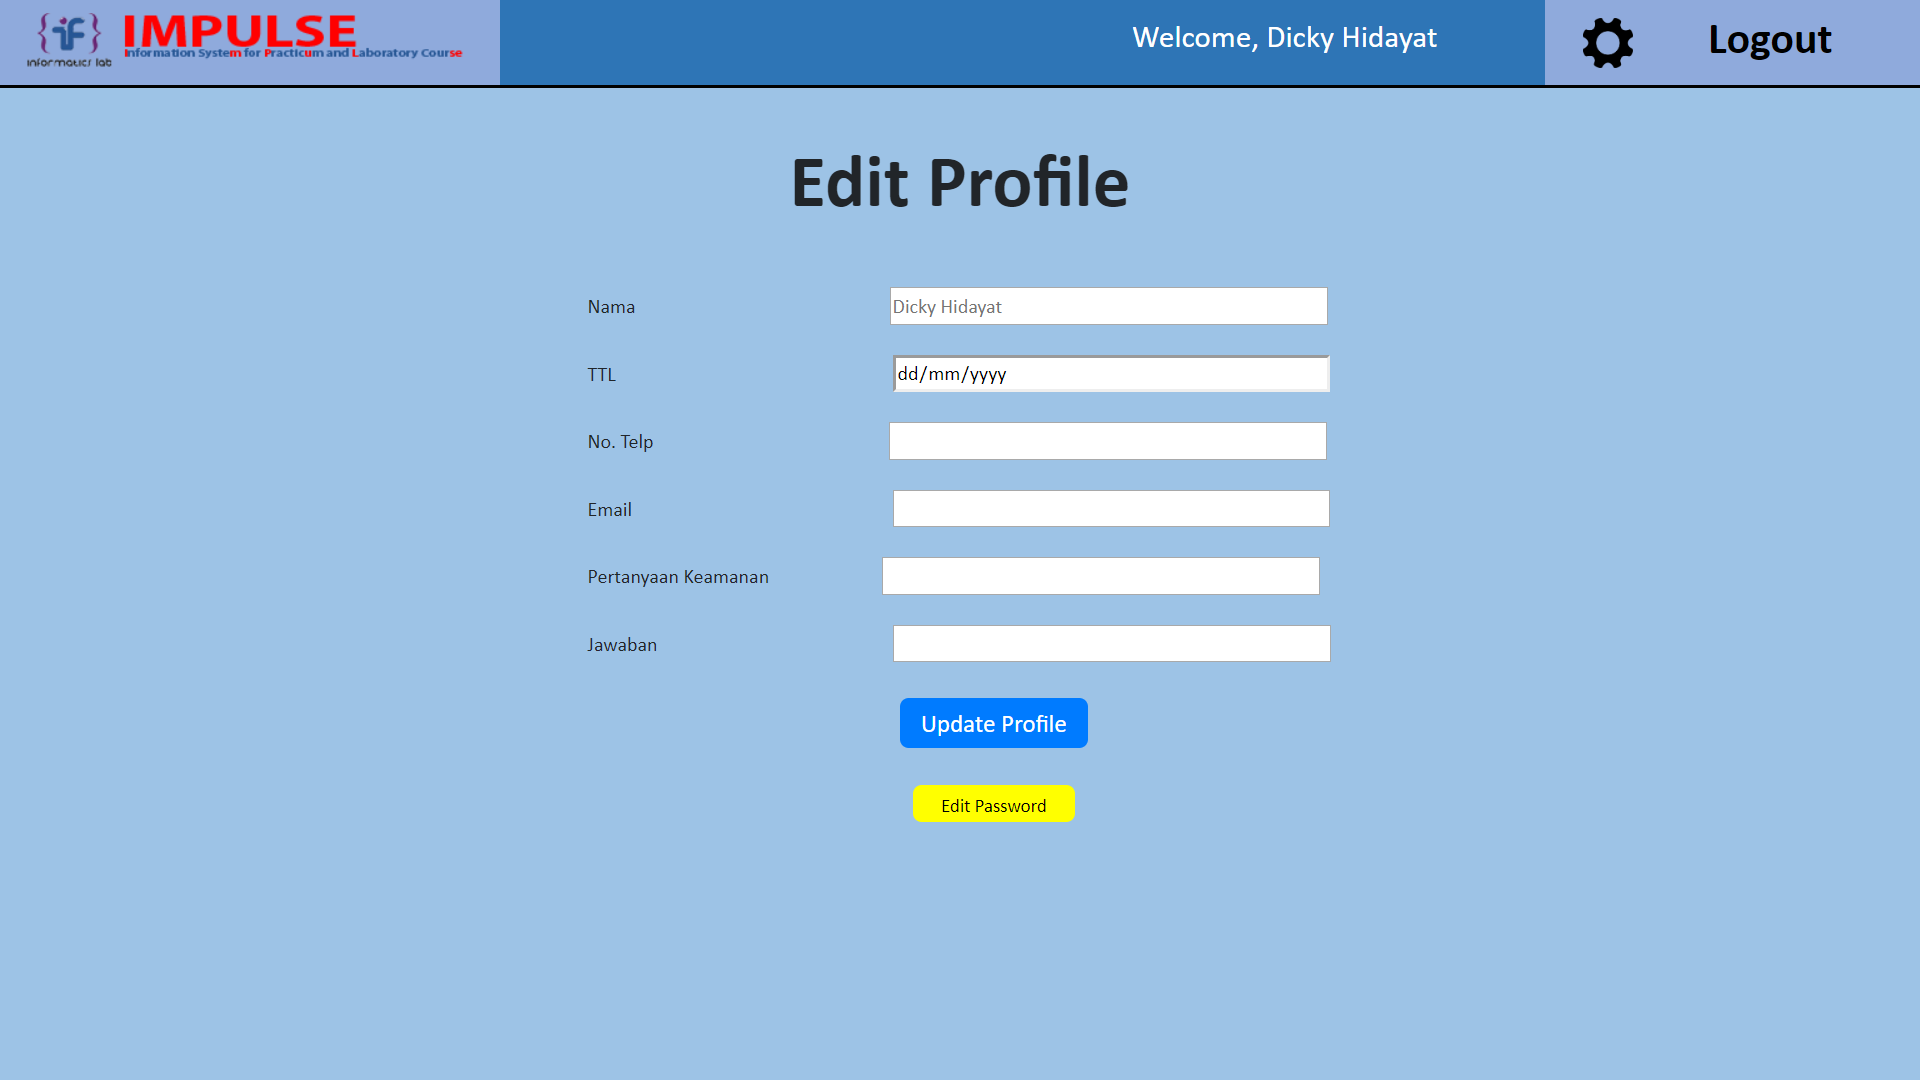 informatics lab
IMPULSE
Information System for Practicum and Laboratory Course
Welcome, Dicky Hidayat
Logout
Edit Profile
Nama
Dicky Hidayat
TTL
dd/mm/yyyy
No. Telp
Email
Pertanyaan Keamanan
Jawaban
Update Profile
Edit Password